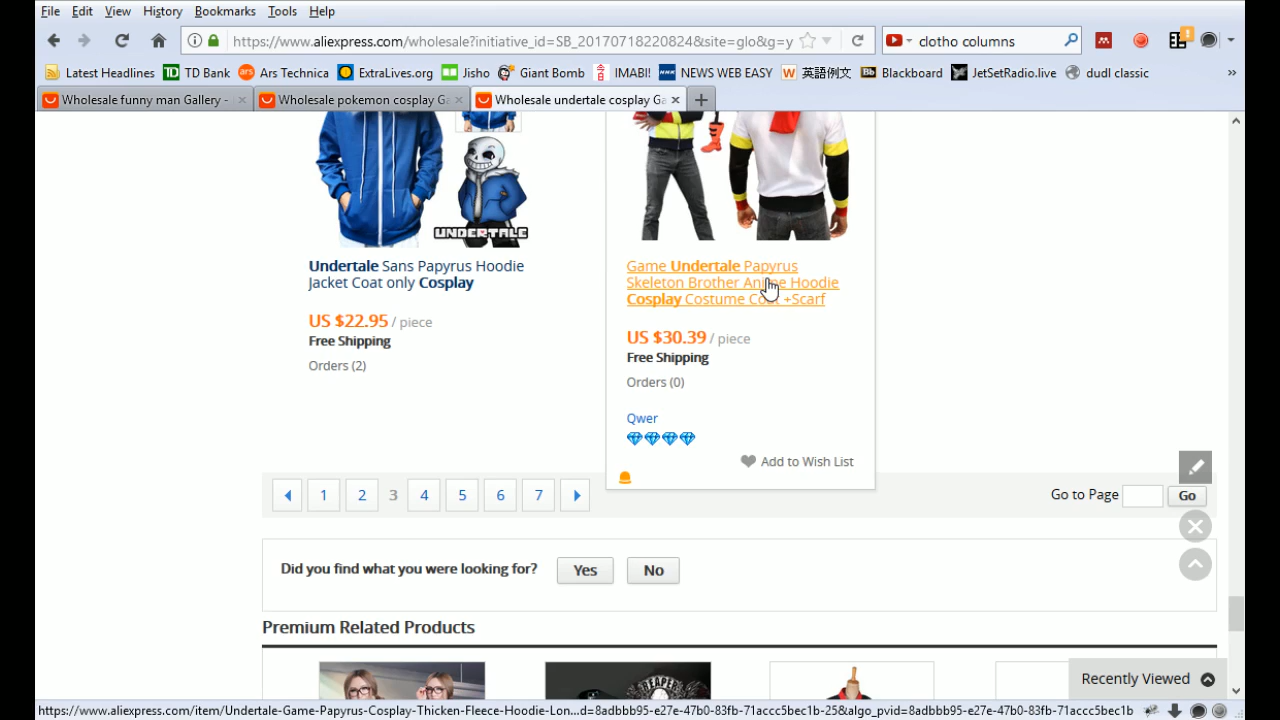 File Edit View History Bookmarks Tools Help
https://www.aliexpress.com/wholesale?initiative_id=SB_20170718220824&site=glo&g=y
clotho columns
Latest Headlines TD Bank Ars Technica ExtraLives.org Jisho Giant Bomb IMABI! NEWS WEB EASY 英語例文 Blackboard JetSetRadio.live dudl classic »
Wholesale funny man Gallery - × Wholesale pokemon cosplay Ga × Wholesale undertale cosplay Ga × +
UNDERTALE
Undertale Sans Papyrus Hoodie
Jacket Coat only Cosplay
US $22.95 / piece
Free Shipping
Orders (2)
Game Undertale Papyrus
Skeleton Brother Anime Hoodie
Cosplay Costume Coat +Scarf
US $30.39 / piece
Free Shipping
Orders (0)
Qwer
Add to Wish List
1 2 3 4 5 6 7
Go to Page Go
Did you find what you were looking for? Yes No
Premium Related Products
REAPER
Recently Viewed
https://www.aliexpress.com/item/Undertale-Game-Papyrus-Cosplay-Thicken-Fleece-Hoodie-Lon...d=8adbbb95-e27e-47b0-83fb-71accc5bec1b-25&algo_pvid=8adbbb95-e27e-47b0-83fb-71accc5bec1b